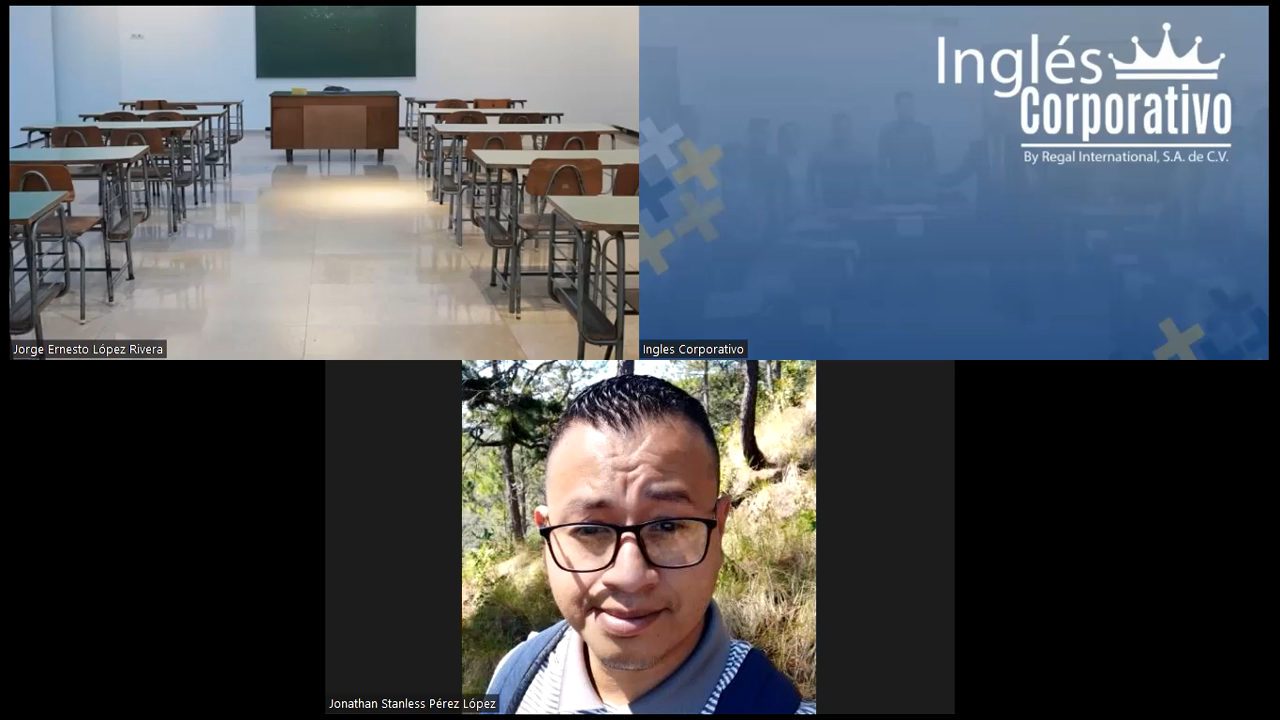 Inglés
Corporativo
By Regal International, S.A. de C.V.
Jorge Ernesto López Rivera
Ingles Corporativo
Jonathan Stanless Pérez López